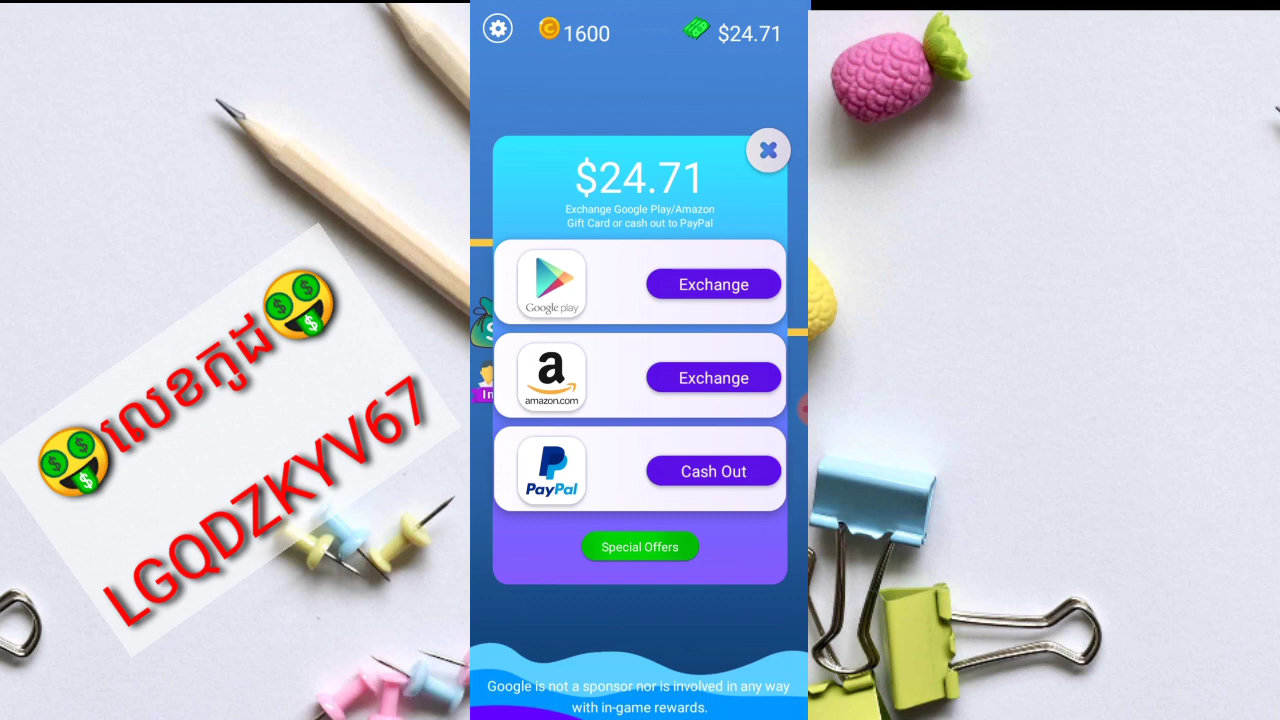 1600
$24.71
$24.71
Exchange Google Play/Amazon
Gift Card or cash out to PayPal
Google play
Exchange
a
amazon.com
Exchange
In
PayPal
Cash Out
Special Offers
Google is not a sponsor nor is involved in any way
with in-game rewards.
លេខកូដ
LGQDZKYV67